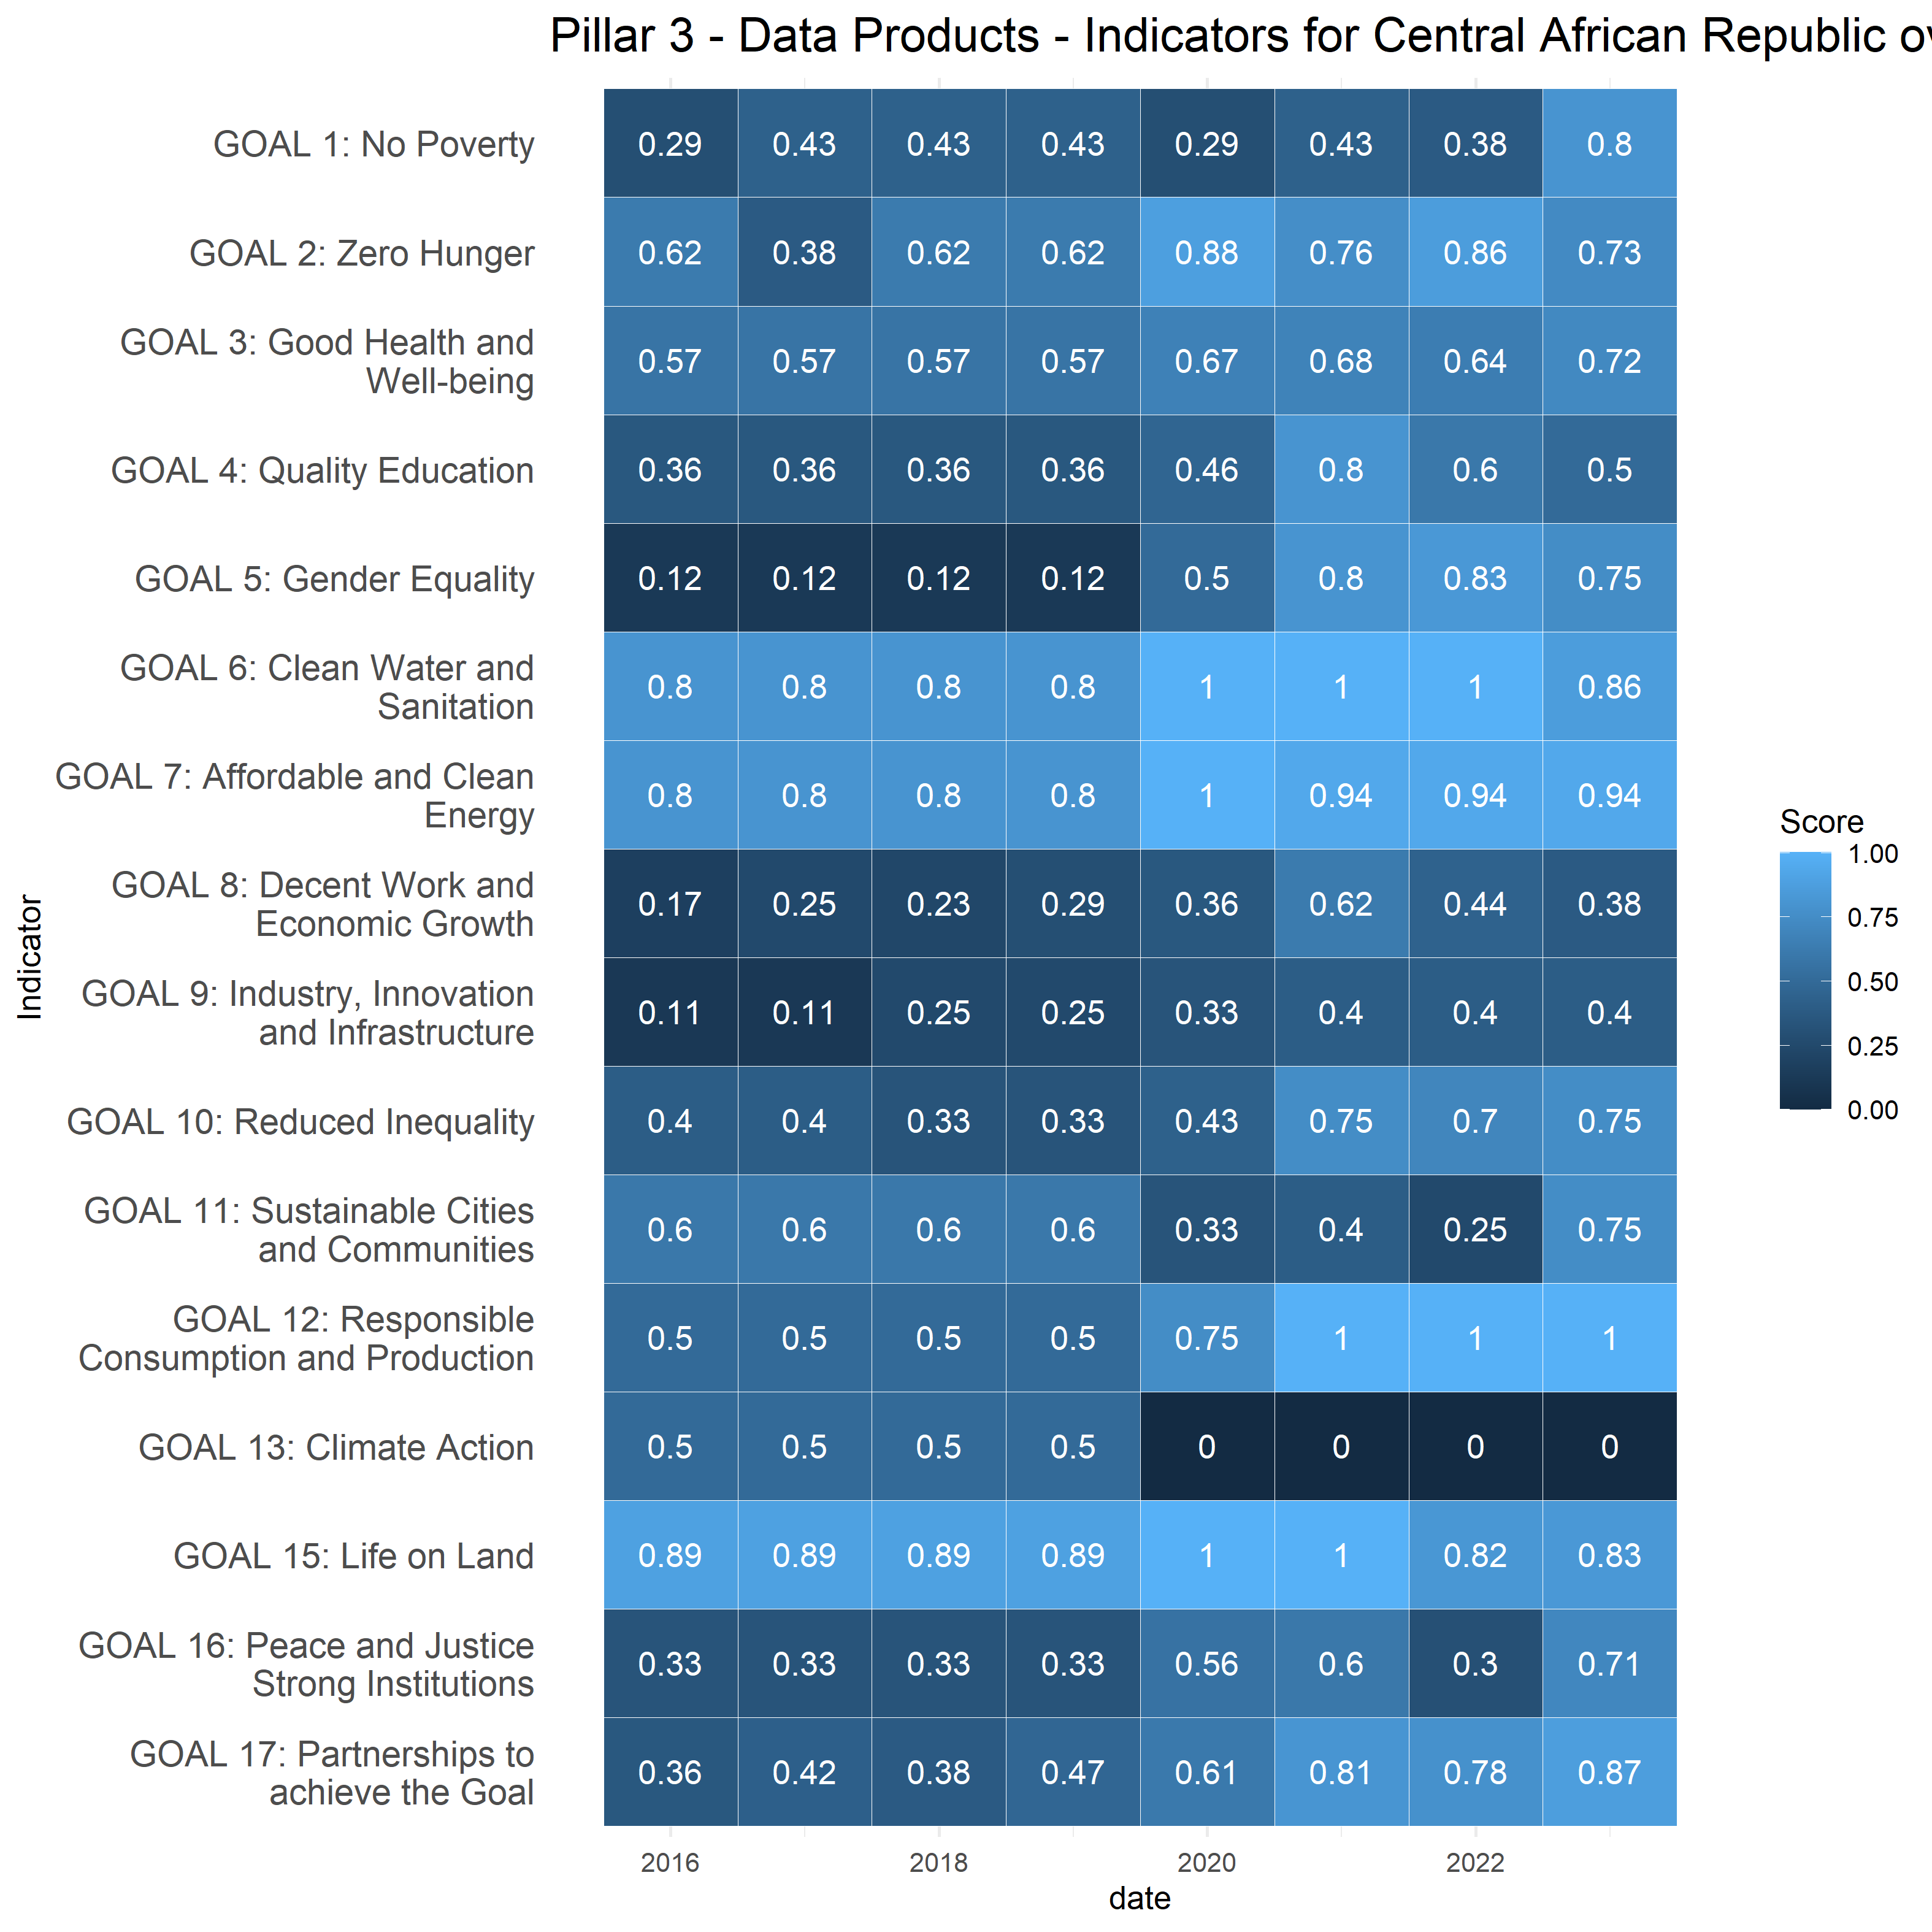 Pillar 3 - Data Products - Indicators for Central African Republic ov
GOAL 1: No Poverty
0.29 0.43 0.43 0.43 0.29 0.43 0.38 0.8
GOAL 2: Zero Hunger
0.62 0.38 0.62 0.62 0.88 0.76 0.86 0.73
GOAL 3: Good Health and
Well-being
0.57 0.57 0.57 0.57 0.67 0.68 0.64 0.72
GOAL 4: Quality Education
0.36 0.36 0.36 0.36 0.46 0.8 0.6 0.5
GOAL 5: Gender Equality
0.12 0.12 0.12 0.12 0.5 0.8 0.83 0.75
GOAL 6: Clean Water and
Sanitation
0.8 0.8 0.8 0.8 1 1 1 0.86
GOAL 7: Affordable and Clean
Energy
0.8 0.8 0.8 0.8 1 0.94 0.94 0.94
GOAL 8: Decent Work and
Economic Growth
0.17 0.25 0.23 0.29 0.36 0.62 0.44 0.38
GOAL 9: Industry, Innovation
and Infrastructure
0.11 0.11 0.25 0.25 0.33 0.4 0.4 0.4
GOAL 10: Reduced Inequality
0.4 0.4 0.33 0.33 0.43 0.75 0.7 0.75
GOAL 11: Sustainable Cities
and Communities
0.6 0.6 0.6 0.6 0.33 0.4 0.25 0.75
GOAL 12: Responsible
Consumption and Production
0.5 0.5 0.5 0.5 0.75 1 1 1
GOAL 13: Climate Action
0.5 0.5 0.5 0.5 0 0 0 0
GOAL 15: Life on Land
0.89 0.89 0.89 0.89 1 1 0.82 0.83
GOAL 16: Peace and Justice
Strong Institutions
0.33 0.33 0.33 0.33 0.56 0.6 0.3 0.71
GOAL 17: Partnerships to
achieve the Goal
0.36 0.42 0.38 0.47 0.61 0.81 0.78 0.87
2016 2018 2020 2022
date
Indicator
Score
1.00
0.75
0.50
0.25
0.00